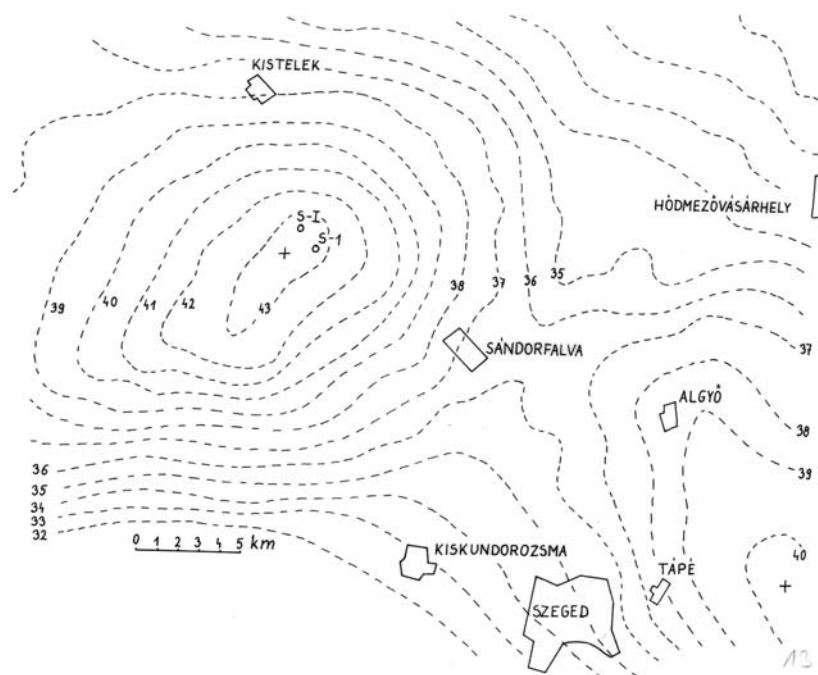 KISTELEK
HÓDMEZŐVÁSÁRHELY
S-I
S-1
39
40
41
42
43
38
37
36
35
SÁNDORFALVA
37
ALGYŐ
38
39
36
35
34
33
32
0 1 2 3 4 5 km
KISKUNDOROZSMA
TÁPÉ
40
SZEGED
13